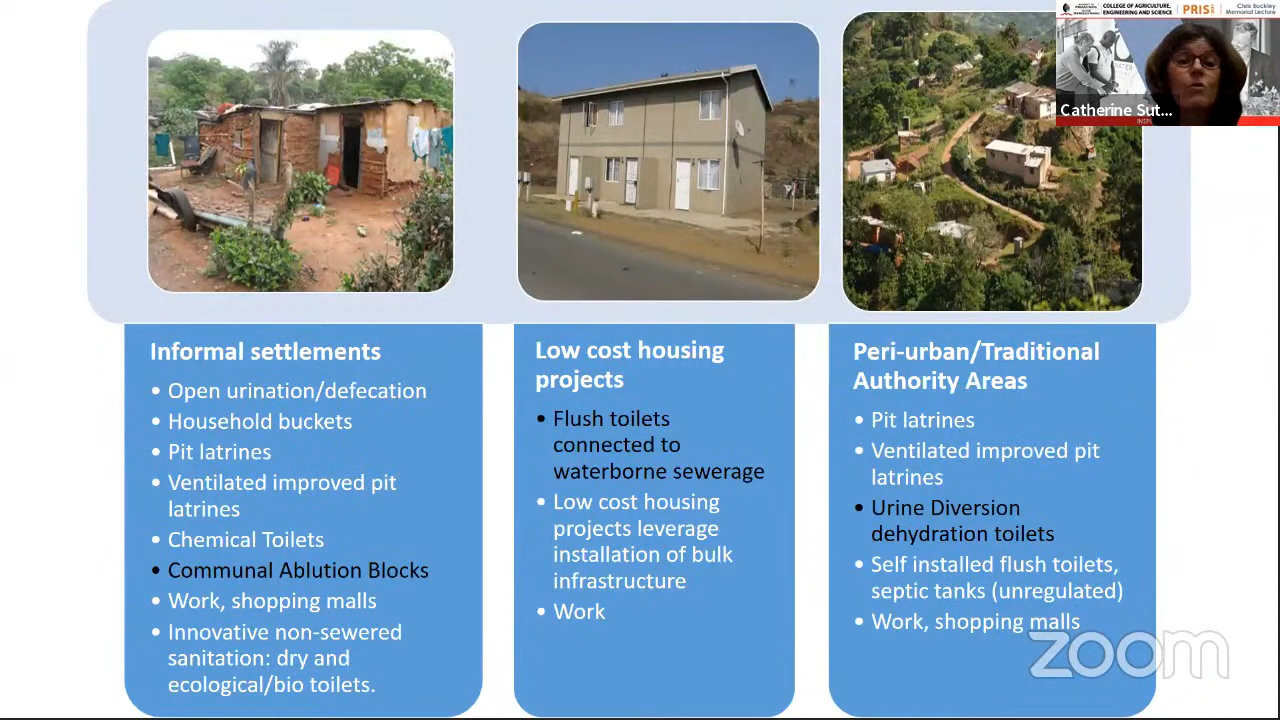 COLLEGE OF AGRICULTURE,
ENGINEERING AND SCIENCE
PRIS
Chris Buckley
Memorial Lecture
Catherine Sut...
Informal settlements
• Open urination/defecation
• Household buckets
• Pit latrines
• Ventilated improved pit
latrines
• Chemical Toilets
• Communal Ablution Blocks
• Work, shopping malls
• Innovative non-sewered
sanitation: dry and
ecological/bio toilets.
Low cost housing
projects
• Flush toilets
connected to
waterborne sewerage
• Low cost housing
projects leverage
installation of bulk
infrastructure
• Work
Peri-urban/Traditional
Authority Areas
• Pit latrines
• Ventilated improved pit
latrines
• Urine Diversion
dehydration toilets
• Self installed flush toilets,
septic tanks (unregulated)
• Work, shopping malls
zoom